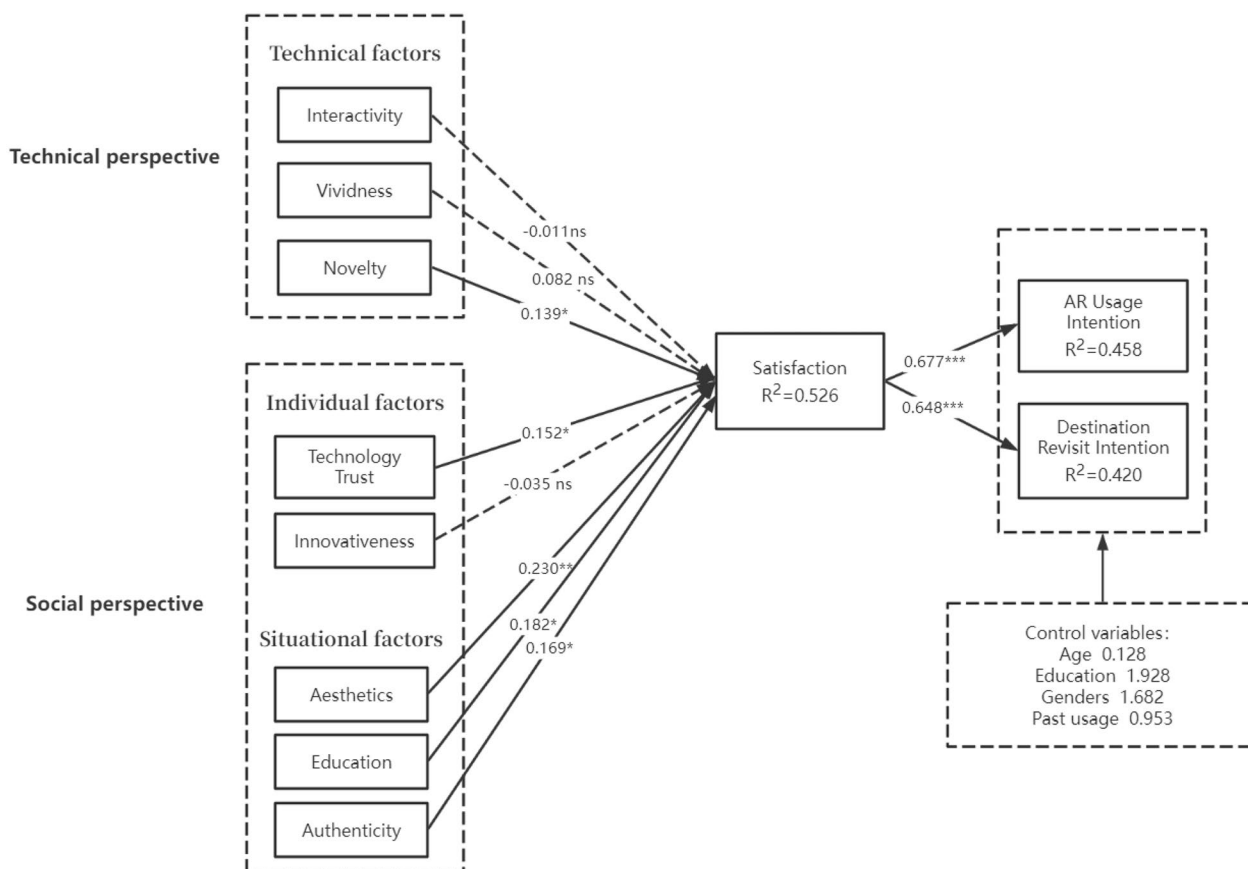 Technical perspective
Technical factors
Interactivity
Vividness
Novelty
-0.011ns
0.082 ns
0.139*
Social perspective
Individual factors
Technology
Trust
Innovativeness
0.152*
-0.035 ns
Situational factors
Aesthetics
Education
Authenticity
0.230**
0.182*
0.169*
Satisfaction
R²=0.526
0.677***
0.648***
AR Usage
Intention
R²=0.458
Destination
Revisit Intention
R²=0.420
Control variables:
Age 0.128
Education 1.928
Genders 1.682
Past usage 0.953